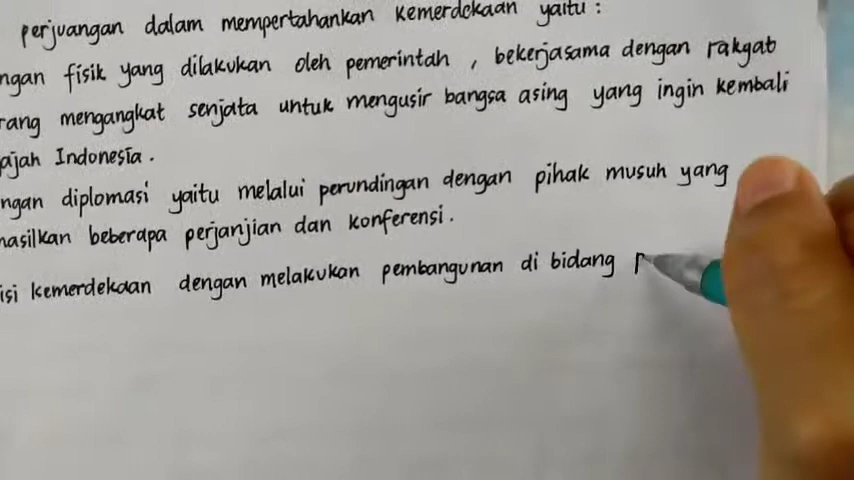 perjuangan dalam mempertahankan kemerdekaan yaitu :
ngan fisik yang dilakukan oleh pemerintah , bekerjasama dengan rakyat
rang mengangkat senjata untuk mengusir bangsa asing yang ingin kembali
ajah Indonesia .
ngan diplomasi yaitu melalui perundingan dengan pihak musuh yang
hasilkan beberapa perjanjian dan konferensi .
isi kemerdekaan dengan melakukan pembangunan di bidang